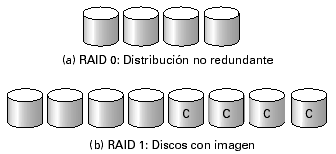 (a) RAID 0: Distribución no redundante
C C C C
(b) RAID 1: Discos con imagen